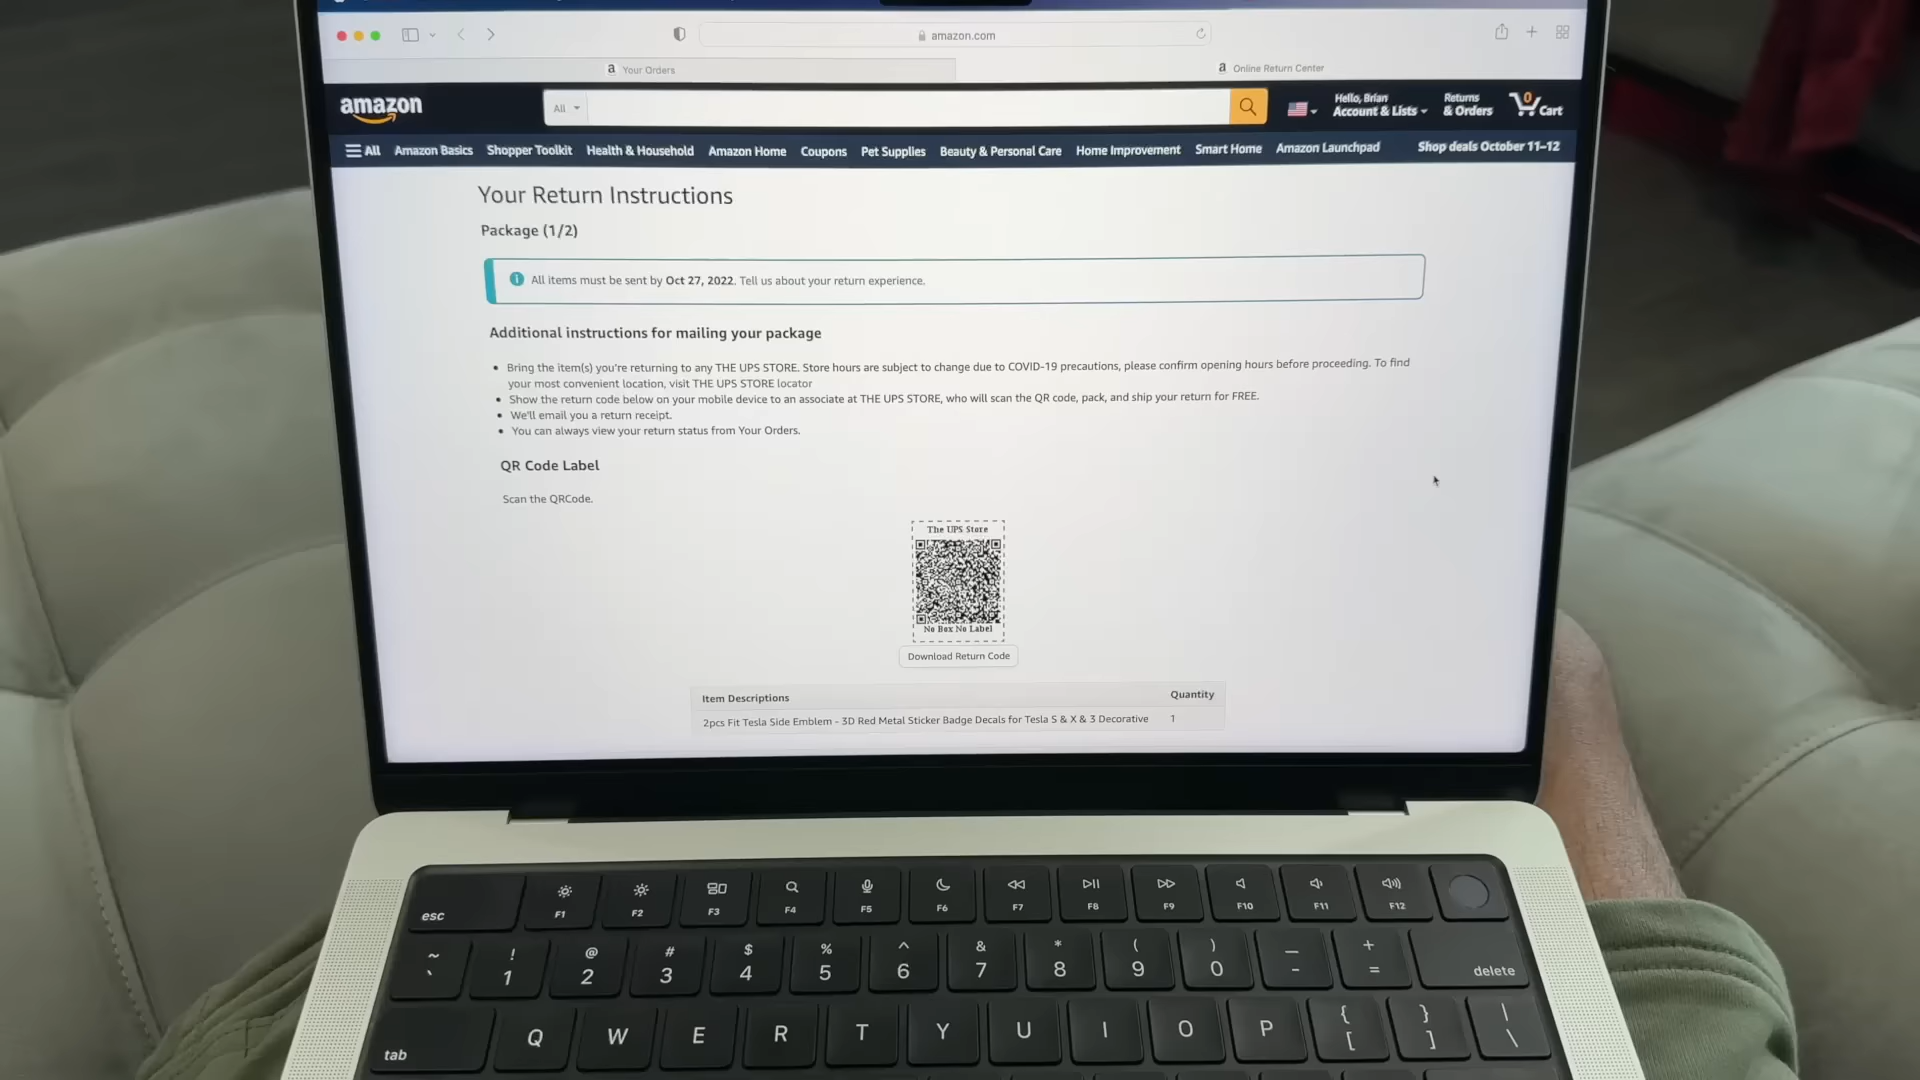 amazon.com
Your Orders
Online Return Center
amazon
All
Hello, Brian
Account & Lists
Returns
& Orders
0
Cart
All Amazon Basics Shopper Toolkit Health & Household Amazon Home Coupons Pet Supplies Beauty & Personal Care Home Improvement Smart Home Amazon Launchpad Shop deals October 11-12
Your Return Instructions
Package (1/2)
All items must be sent by Oct 27, 2022. Tell us about your return experience.
Additional instructions for mailing your package
• Bring the item(s) you're returning to any THE UPS STORE. Store hours are subject to change due to COVID-19 precautions, please confirm opening hours before proceeding. To find
your most convenient location, visit THE UPS STORE locator
• Show the return code below on your mobile device to an associate at THE UPS STORE, who will scan the QR code, pack, and ship your return for FREE.
• We'll email you a return receipt.
• You can always view your return status from Your Orders.
QR Code Label
Scan the QRCode.
The UPS Store
No Box No Label
Download Return Code
Item Descriptions Quantity
2pcs Fit Tesla Side Emblem - 3D Red Metal Sticker Badge Decals for Tesla S & X & 3 Decorative 1
esc F1 F2 F3 F4 F5 F6 F7 F8 F9 F10 F11 F12
~ ! @ # $ % ^ & * ( ) _ +
` 1 2 3 4 5 6 7 8 9 0 - = delete
tab Q W E R T Y U I O P { [ } ] | \